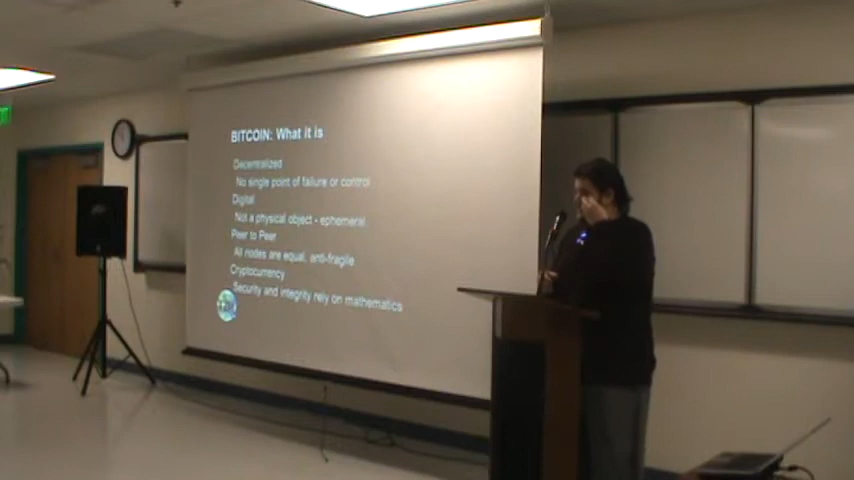 BITCOIN: What it is
Decentralized
No single point of failure or control
Digital
Not a physical object - ephemeral
Peer to Peer
All nodes are equal, anti-fragile
Cryptocurrency
Security and integrity rely on mathematics